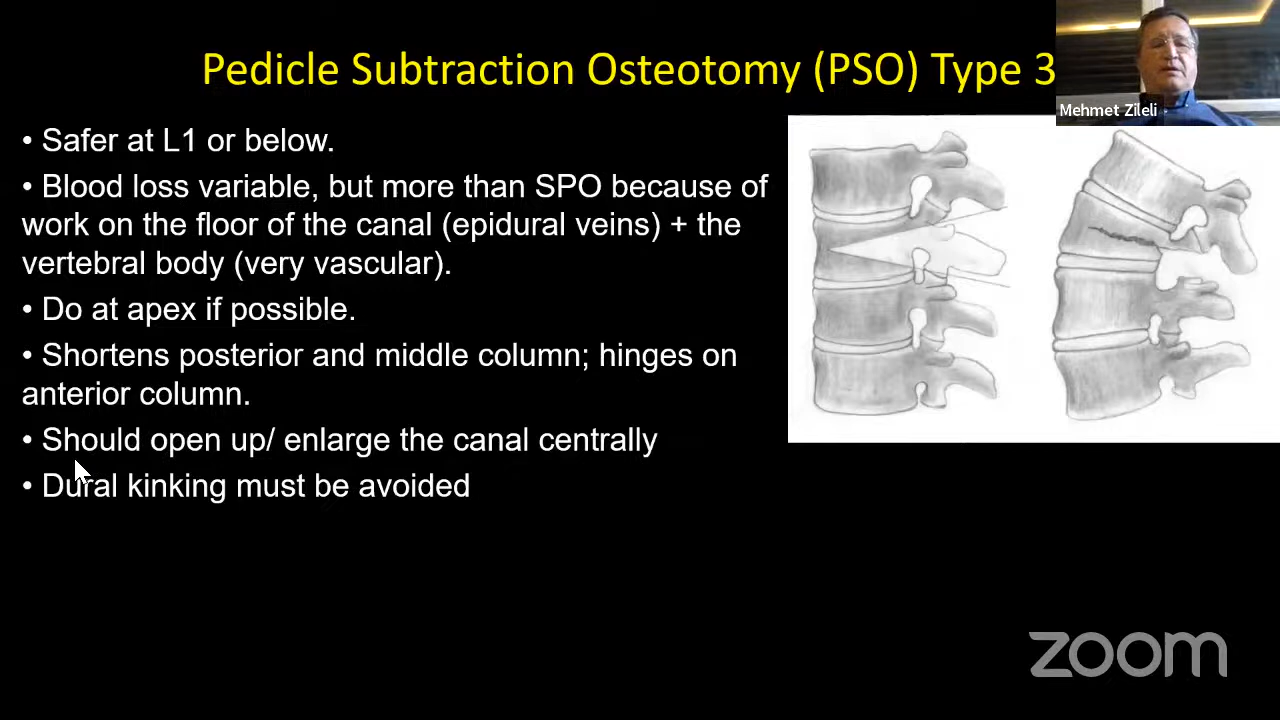 Pedicle Subtraction Osteotomy (PSO) Type 3
Mehmet Zileli
• Safer at L1 or below.
• Blood loss variable, but more than SPO because of
work on the floor of the canal (epidural veins) + the
vertebral body (very vascular).
• Do at apex if possible.
• Shortens posterior and middle column; hinges on
anterior column.
• Should open up/ enlarge the canal centrally
• Dural kinking must be avoided
zoom